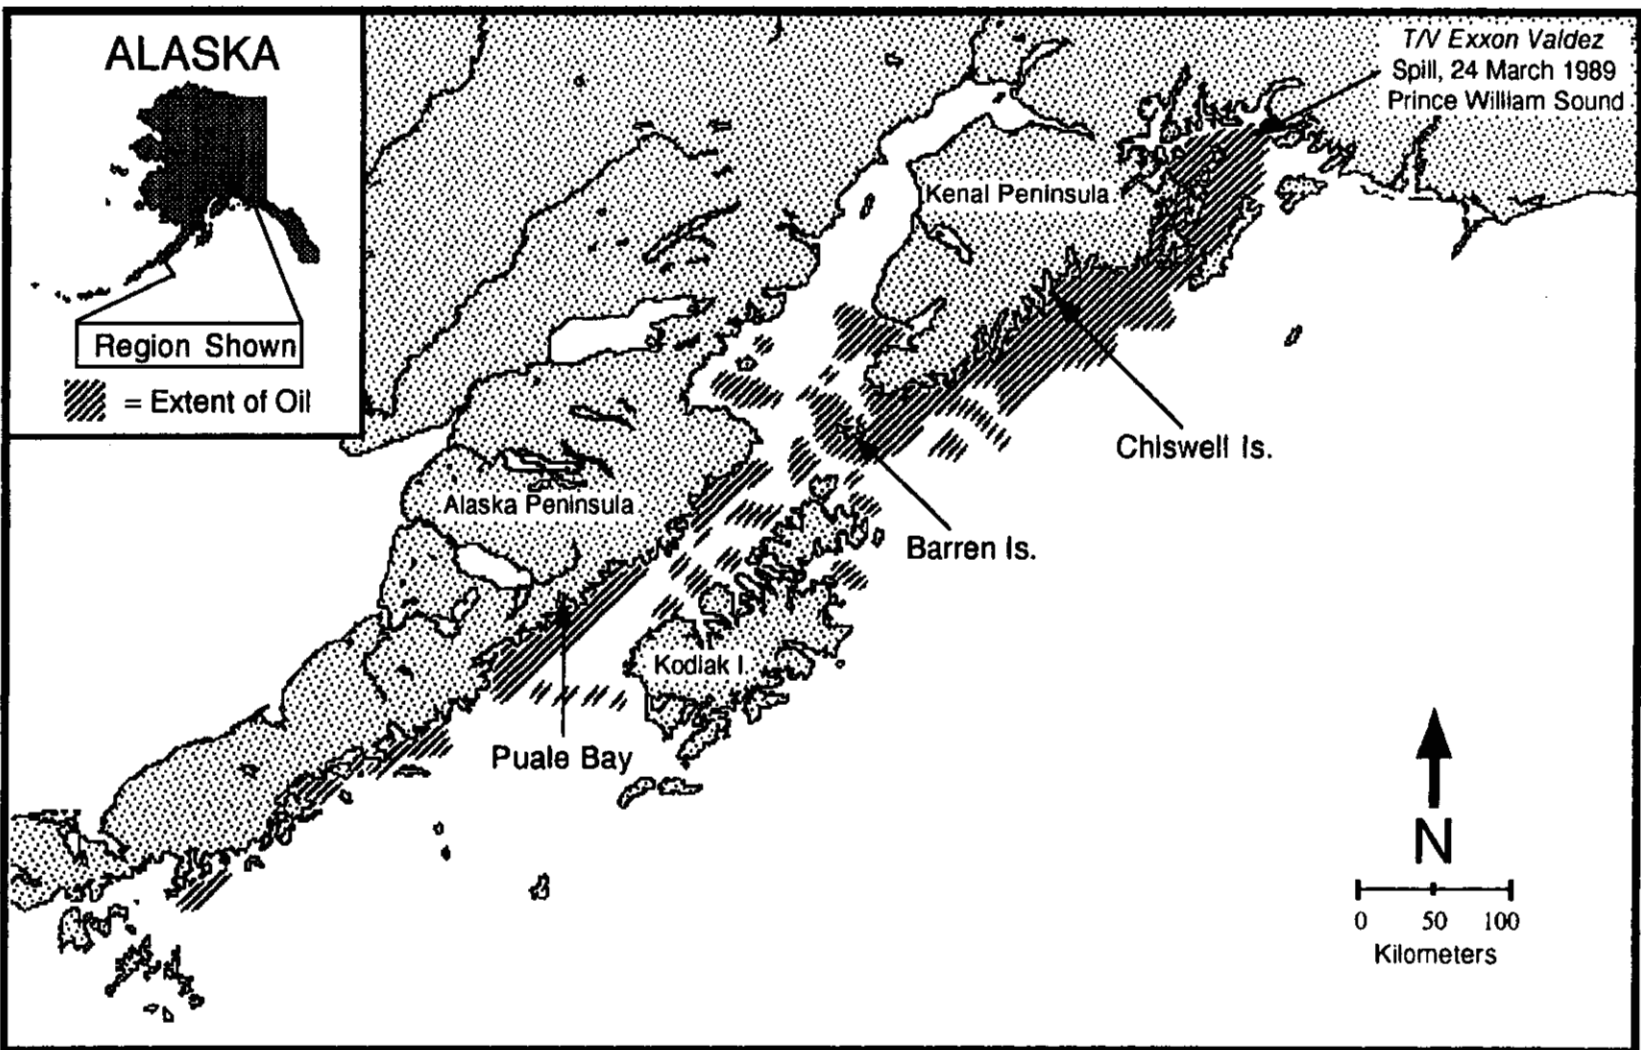 ALASKA
Region Shown
= Extent of Oil
T/V Exxon Valdez
Spill, 24 March 1989
Prince William Sound
Kenal Peninsula
Chiswell Is.
Barren Is.
Alaska Peninsula
Kodiak I.
Puale Bay
N
0 50 100
Kilometers